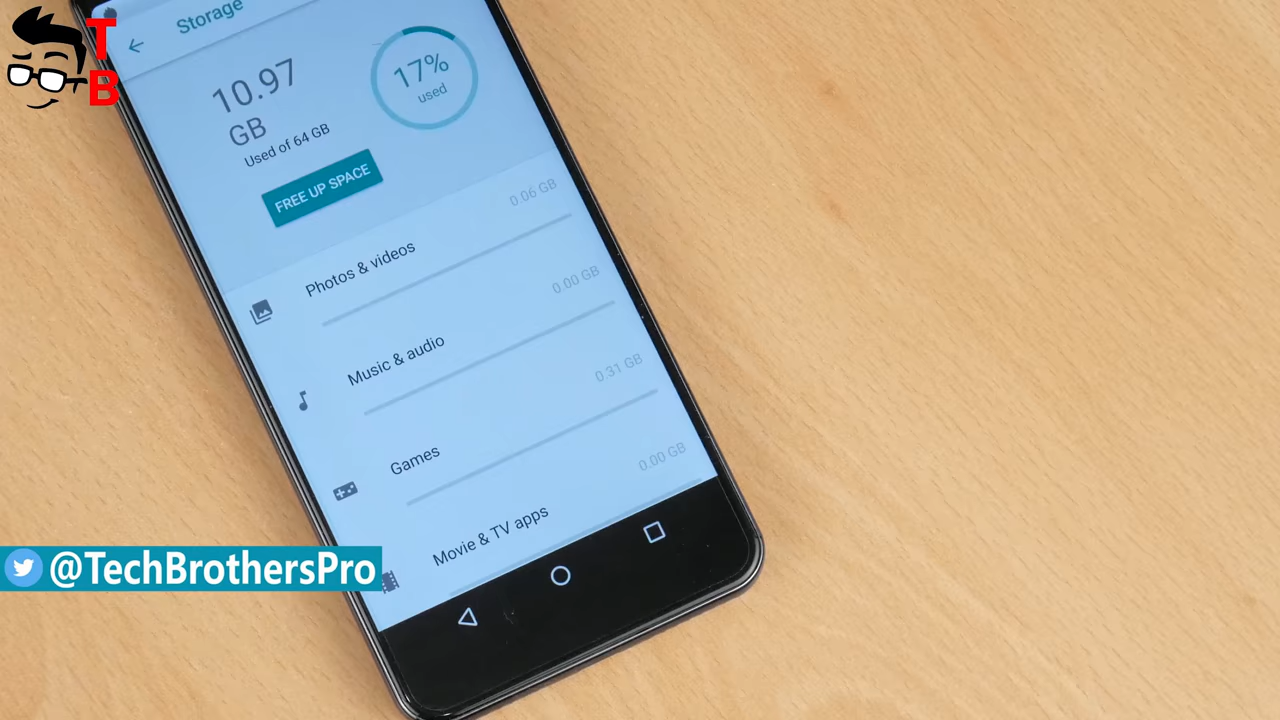 TB
Storage
10.97
GB
Used of 64 GB
17%
used
FREE UP SPACE
Photos & videos
0.06 GB
Music & audio
0.00 GB
Games
0.31 GB
Movie & TV apps
0.00 GB
@TechBrothersPro